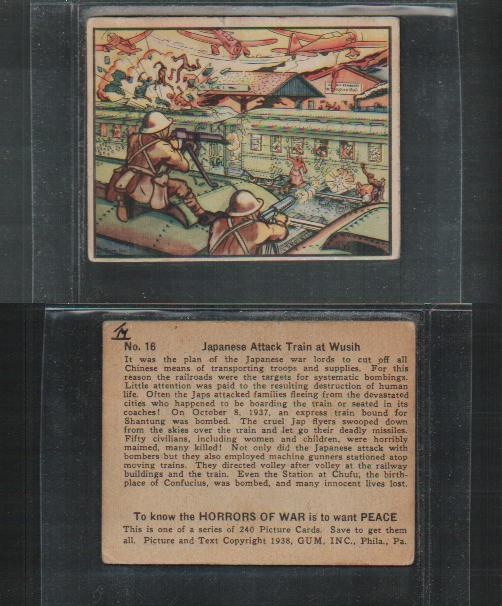 No. 16 Japanese Attack Train at Wusih
It was the plan of the Japanese war lords to cut off all
Chinese means of transporting troops and supplies. For this
reason the railroads were the targets for systematic bombings.
Little attention was paid to the resulting destruction of human
life. Often the Japs attacked families fleeing from the devastated
cities who happened to be boarding the train or seated in its
coaches! On October 8, 1937, an express train bound for
Shantung was bombed. The cruel Jap flyers swooped down
from the skies over the train and let go their deadly missiles.
Fifty civilians, including women and children, were horribly
maimed, many killed! Not only did the Japanese attack with
bombers but they also employed machine gunners stationed atop
moving trains. They directed volley after volley at the railway
buildings and the train. Even the Station at Chufu, the birth-
place of Confucius, was bombed, and many innocent lives lost.
To know the HORRORS OF WAR is to want PEACE
This is one of a series of 240 Picture Cards. Save to get them
all. Picture and Text Copyright 1938, GUM, INC., Phila., Pa.